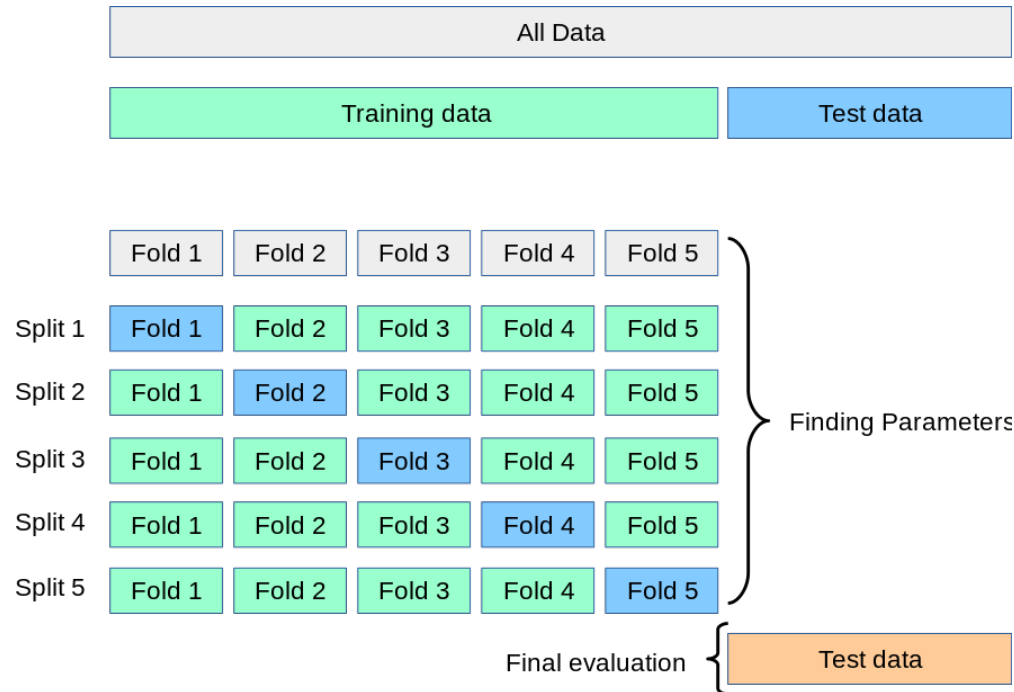 All Data
Training data Test data
Fold 1 Fold 2 Fold 3 Fold 4 Fold 5
Split 1 Fold 1 Fold 2 Fold 3 Fold 4 Fold 5
Split 2 Fold 1 Fold 2 Fold 3 Fold 4 Fold 5
Finding Parameters
Split 3 Fold 1 Fold 2 Fold 3 Fold 4 Fold 5
Split 4 Fold 1 Fold 2 Fold 3 Fold 4 Fold 5
Split 5 Fold 1 Fold 2 Fold 3 Fold 4 Fold 5
Final evaluation Test data